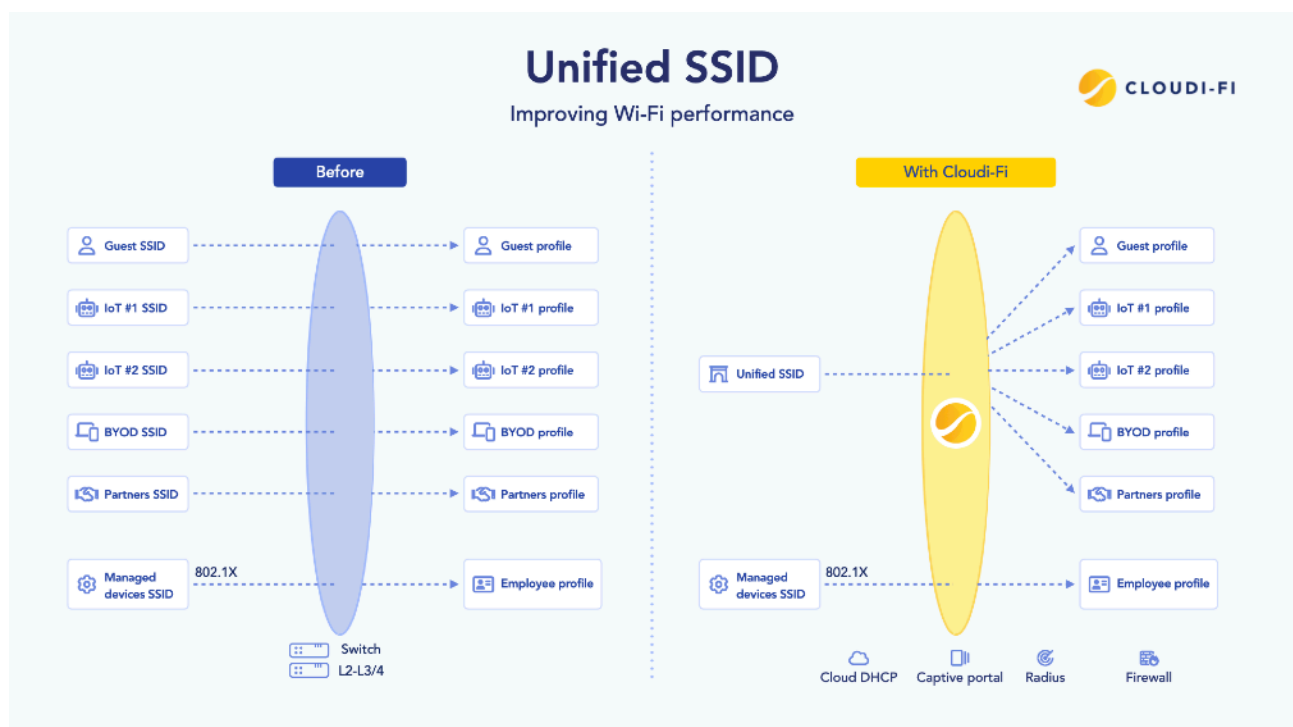 Unified SSID
Improving Wi-Fi performance
CLOUDI-FI
Before
Guest SSID
Guest profile
IoT #1 SSID
IoT #1 profile
IoT #2 SSID
IoT #2 profile
BYOD SSID
BYOD profile
Partners SSID
Partners profile
Managed
devices SSID
802.1X
Employee profile
Switch
L2-L3/4
With Cloudi-Fi
Unified SSID
Guest profile
IoT #1 profile
IoT #2 profile
BYOD profile
Partners profile
Managed
devices SSID
802.1X
Employee profile
Cloud DHCP
Captive portal
Radius
Firewall